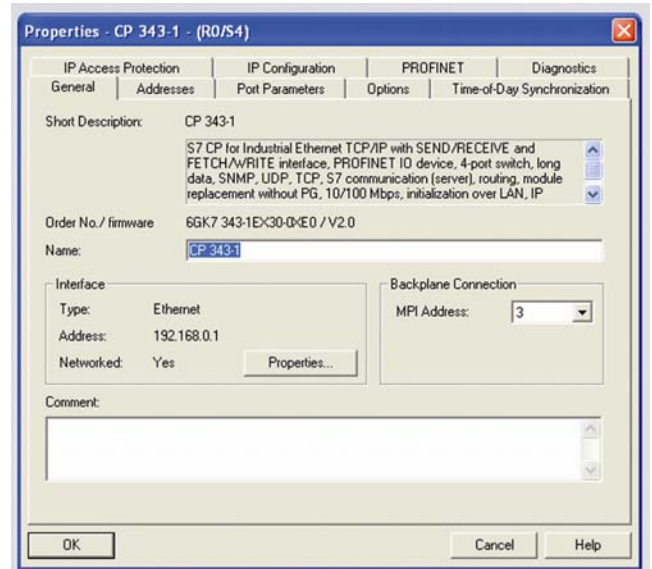 Properties - CP 343-1 - (R0/S4)
IP Access Protection IP Configuration PROFINET Diagnostics
General Addresses Port Parameters Options Time-of-Day Synchronization
Short Description: CP 343-1
S7 CP for Industrial Ethernet TCP/IP with SEND/RECEIVE and
FETCH/WRITE interface, PROFINET IO device, 4-port switch, long
data, SNMP, UDP, TCP, S7 communication (server), routing, module
replacement without PG, 10/100 Mbps, initialization over LAN, IP
Order No./ firmware 6GK7 343-1EX30-0XE0 / V2.0
Name: CP 343-1
Interface Backplane Connection
Type: Ethernet MPI Address: 3
Address: 192.168.0.1
Networked: Yes Properties...
Comment:
OK Cancel Help